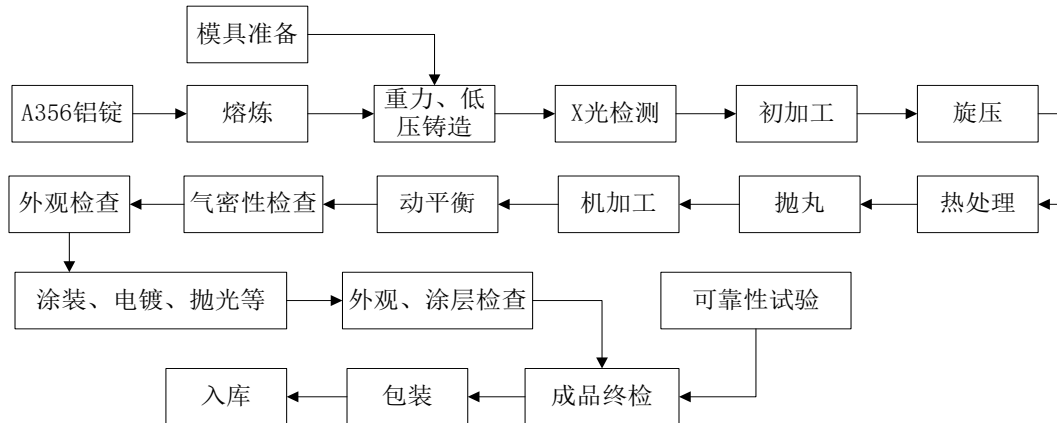 模具准备
A356铝锭
熔炼
重力、低
压铸造
X光检测
初加工
旋压
外观检查
气密性检查
动平衡
机加工
抛丸
热处理
涂装、电镀、抛光等
外观、涂层检查
可靠性试验
入库
包装
成品终检